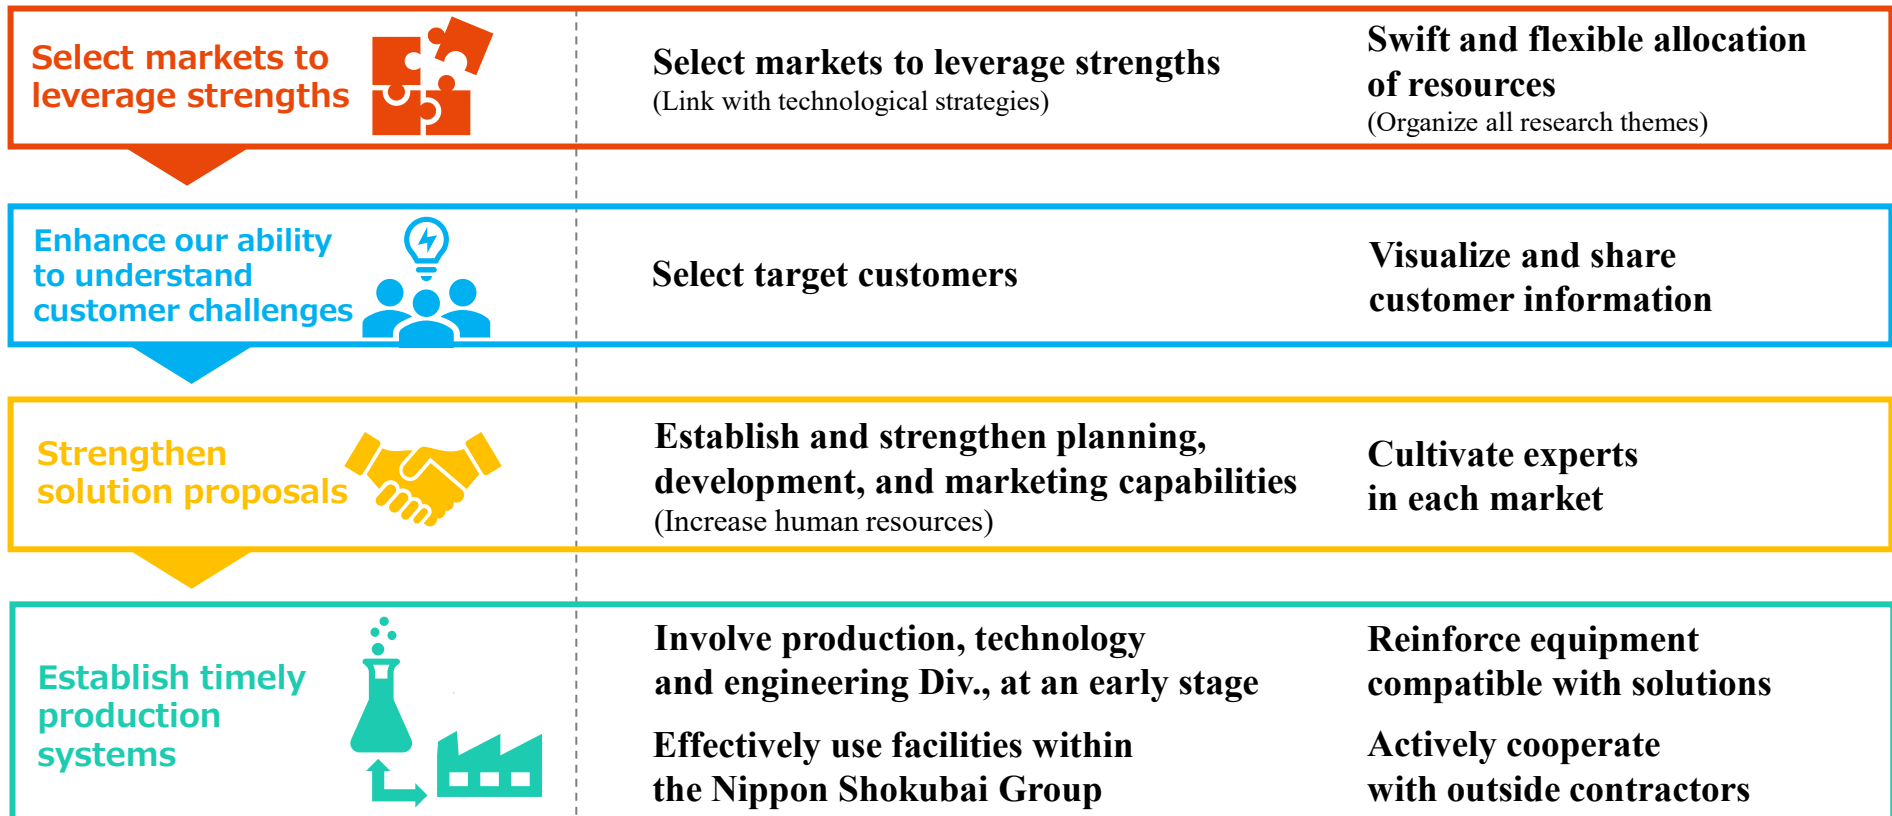 Select markets to
leverage strengths
Select markets to leverage strengths
(Link with technological strategies)
Swift and flexible allocation
of resources
(Organize all research themes)
Enhance our ability
to understand
customer challenges
Select target customers
Visualize and share
customer information
Strengthen
solution proposals
Establish and strengthen planning,
development, and marketing capabilities
(Increase human resources)
Cultivate experts
in each market
Establish timely
production
systems
Involve production, technology
and engineering Div., at an early stage
Reinforce equipment
compatible with solutions
Effectively use facilities within
the Nippon Shokubai Group
Actively cooperate
with outside contractors